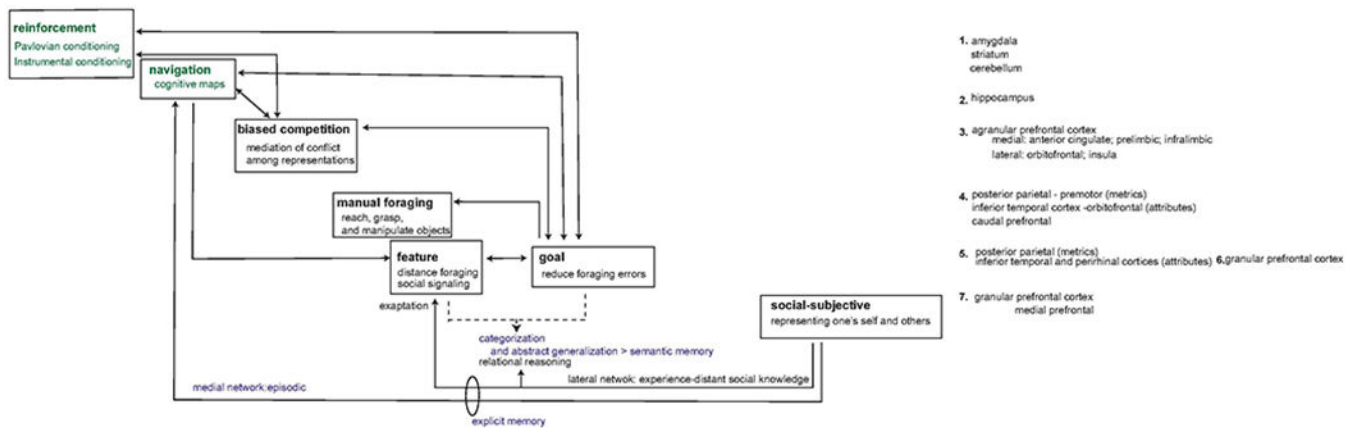 reinforcement
Pavlovian conditioning
Instrumental conditioning
navigation
cognitive maps
biased competition
mediation of conflict
among representations
manual foraging
reach, grasp,
and manipulate objects
feature
distance foraging
social signaling
goal
reduce foraging errors
exaptation
social-subjective
representing one's self and others
categorization
and abstract generalization > semantic memory
relational reasoning
lateral netwok: experience-distant social knowledge
medial network:episodic
explicit memory
1. amygdala
striatum
cerebellum
2. hippocampus
3. agranular prefrontal cortex
medial: anterior cingulate; prelimbic; infralimbic
lateral: orbitofrontal; insula
4. posterior parietal - premotor (metrics)
inferior temporal cortex -orbitofrontal (attributes)
caudal prefrontal
5. posterior parietal (metrics)
inferior temporal and perirhinal cortices (attributes) 6.granular prefrontal cortex
7. granular prefrontal cortex
medial prefrontal